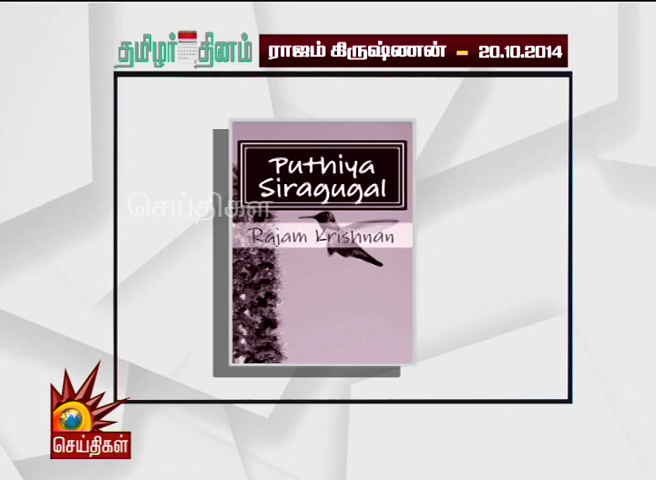 தமிழர் தினம்
ராஜம் கிருஷ்ணன் – 20.10.2014
Puthiya
Siragugal
செய்திகள்
Rajam Krishnan
செய்திகள்